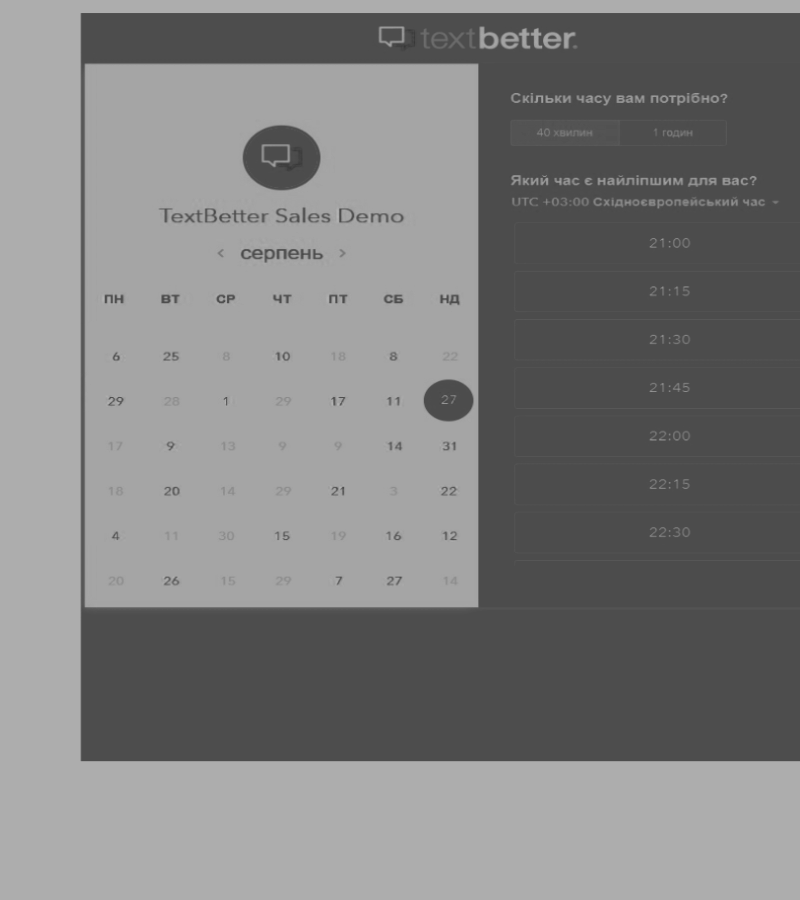 textbetter.
TextBetter Sales Demo
< серпень >
ПН ВТ СР ЧТ ПТ СБ НД
6 25 8 10 18 8 22
29 28 1 29 17 11 27
17 9 13 9 9 14 31
18 20 14 29 21 3 22
4 11 30 15 19 16 12
20 26 15 29 7 27 14
Скільки часу вам потрібно?
40 хвилин 1 годин
Який час є найліпшим для вас?
UTC +03:00 Східноєвропейський час
21:00
21:15
21:30
21:45
22:00
22:15
22:30